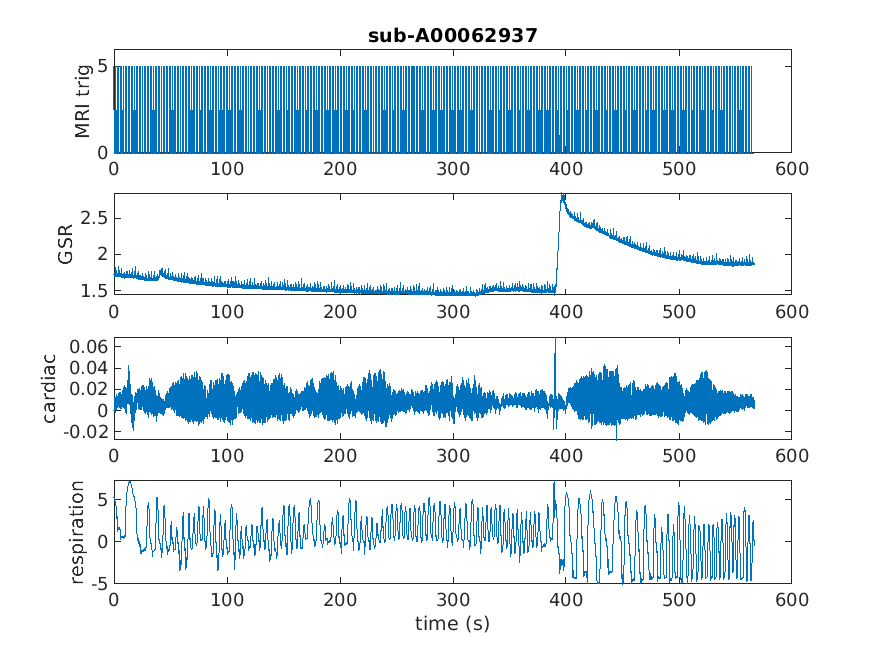 sub-A00062937
MRI trig
5
0
0 100 200 300 400 500 600
GSR
2.5
2
1.5
0 100 200 300 400 500 600
cardiac
0.06
0.04
0.02
0
-0.02
0 100 200 300 400 500 600
respiration
5
0
-5
0 100 200 300 400 500 600
time (s)